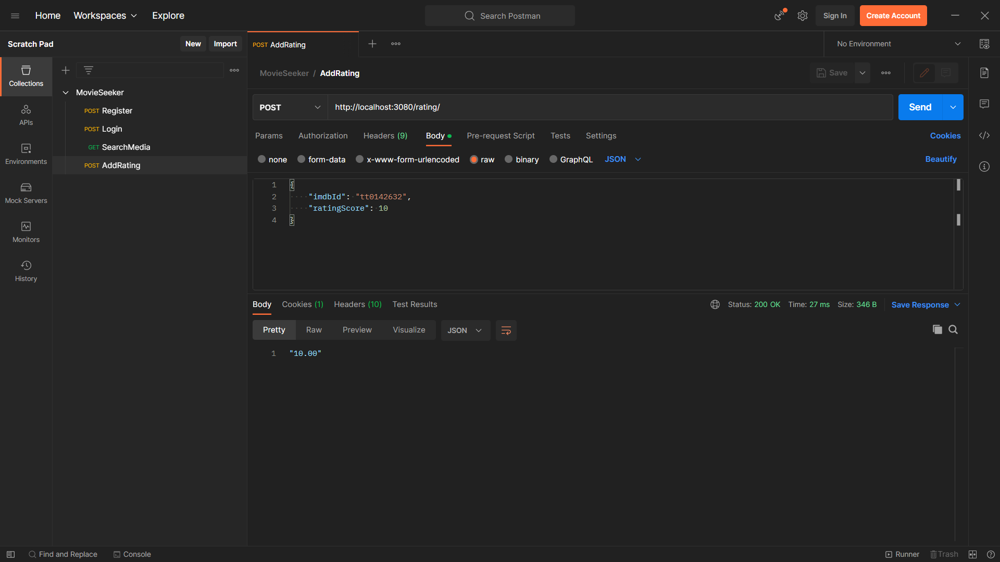 Home Workspaces Explore Search Postman Sign In Create Account
Scratch Pad New Import POST AddRating No Environment
Collections
APIs
Environments
Mock Servers
Monitors
History
MovieSeeker
POST Register
POST Login
GET SearchMedia
POST AddRating
MovieSeeker / AddRating Save
POST http://localhost:3080/rating/ Send
Params Authorization Headers (9) Body Pre-request Script Tests Settings Cookies
none form-data x-www-form-urlencoded raw binary GraphQL JSON Beautify
1 {
2 "imdbId": "tt0142632",
3 "ratingScore": 10
4 }
Body Cookies (1) Headers (10) Test Results Status: 200 OK Time: 27 ms Size: 346 B Save Response
Pretty Raw Preview Visualize JSON
1 "10.00"
Find and Replace Console Runner Trash